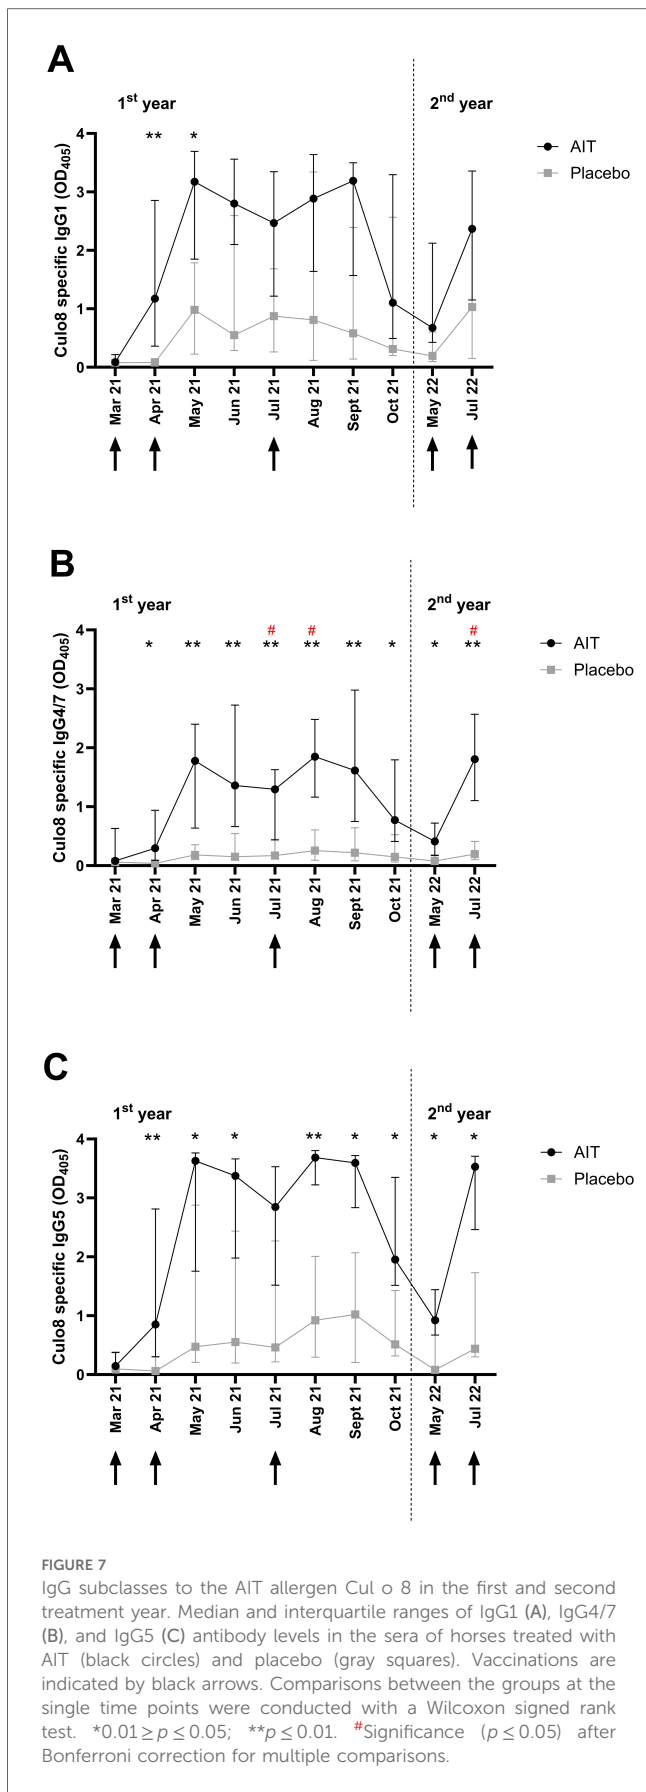 A
1st year
2nd year
** *
4
3
2
1
0
Culo8 specific IgG1 (OD405)
AIT
Placebo
Mar 21
Apr 21
May 21
Jun 21
Jul 21
Aug 21
Sept 21
Oct 21
May 22
Jul 22
B
1st year
2nd year
# # #
* ** ** ** ** ** * * **
4
3
2
1
0
Culo8 specific IgG4/7 (OD405)
AIT
Placebo
Mar 21
Apr 21
May 21
Jun 21
Jul 21
Aug 21
Sept 21
Oct 21
May 22
Jul 22
C
1st year
2nd year
** * * ** * * * *
4
3
2
1
0
Culo8 specific IgG5 (OD405)
AIT
Placebo
Mar 21
Apr 21
May 21
Jun 21
Jul 21
Aug 21
Sept 21
Oct 21
May 22
Jul 22
FIGURE 7
IgG subclasses to the AIT allergen Cul o 8 in the first and second
treatment year. Median and interquartile ranges of IgG1 (A), IgG4/7
(B), and IgG5 (C) antibody levels in the sera of horses treated with
AIT (black circles) and placebo (gray squares). Vaccinations are
indicated by black arrows. Comparisons between the groups at the
single time points were conducted with a Wilcoxon signed rank
test. *0.01 ≥ p ≤ 0.05; **p ≤ 0.01. #Significance (p ≤ 0.05) after
Bonferroni correction for multiple comparisons.